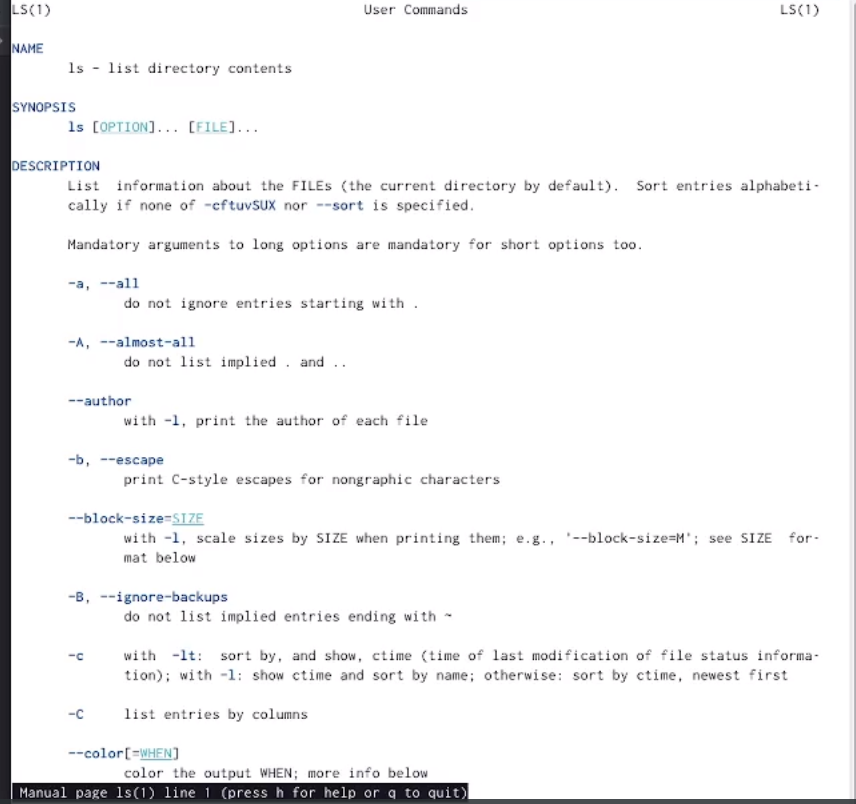 LS(1) User Commands LS(1)
NAME
ls - list directory contents
SYNOPSIS
ls [OPTION]... [FILE]...
DESCRIPTION
List information about the FILEs (the current directory by default). Sort entries alphabeti-
cally if none of -cftuvSUX nor --sort is specified.
Mandatory arguments to long options are mandatory for short options too.
-a, --all
do not ignore entries starting with .
-A, --almost-all
do not list implied . and ..
--author
with -l, print the author of each file
-b, --escape
print C-style escapes for nongraphic characters
--block-size=SIZE
with -l, scale sizes by SIZE when printing them; e.g., '--block-size=M'; see SIZE for-
mat below
-B, --ignore-backups
do not list implied entries ending with ~
-c with -lt: sort by, and show, ctime (time of last modification of file status informa-
tion); with -l: show ctime and sort by name; otherwise: sort by ctime, newest first
-C list entries by columns
--color[=WHEN]
color the output WHEN; more info below
Manual page ls(1) line 1 (press h for help or q to quit)